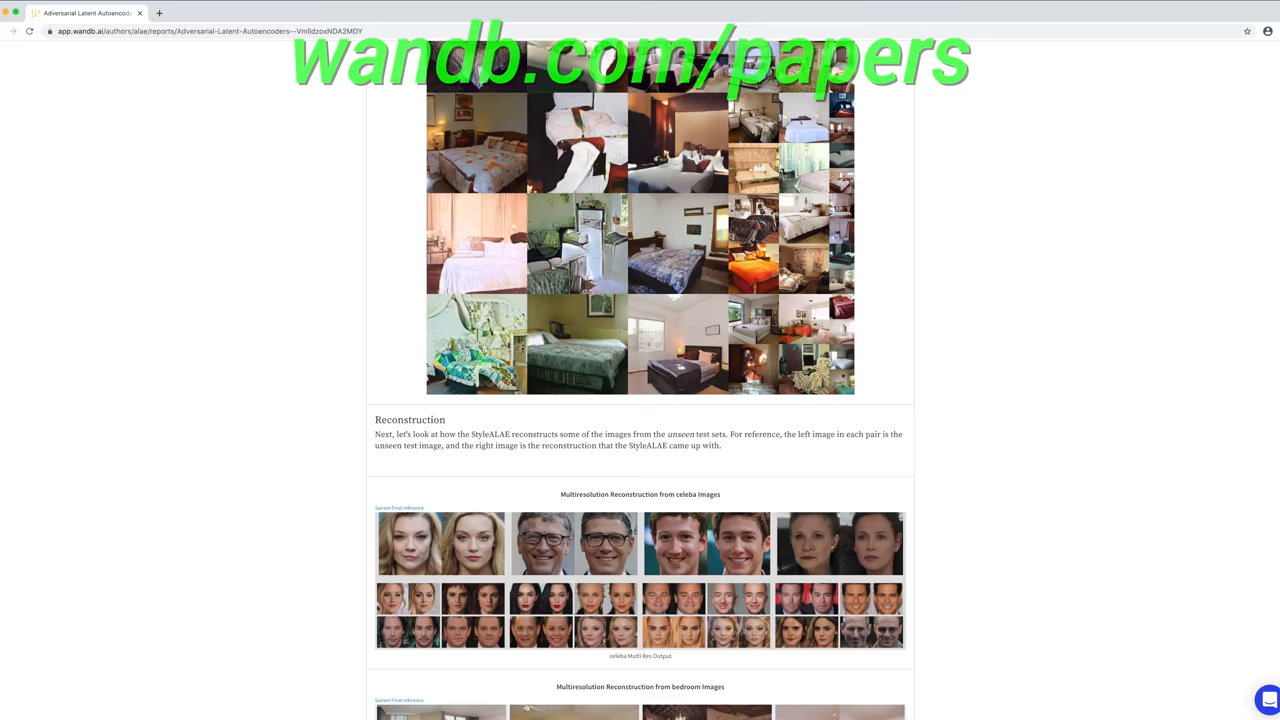 Adversarial Latent Autoencod
app.wandb.ai/authors/alae/reports/Adversarial-Latent-Autoencoders--VmlldzoxNDA2MDY
wandb.com/papers
Reconstruction
Next, let's look at how the StyleALAE reconstructs some of the images from the unseen test sets. For reference, the left image in each pair is the
unseen test image, and the right image is the reconstruction that the StyleALAE came up with.
Multiresolution Reconstruction from celeba Images
Sairam Final Inference
celeba Multi Res Output
Multiresolution Reconstruction from bedroom Images
Sairam Final Inference